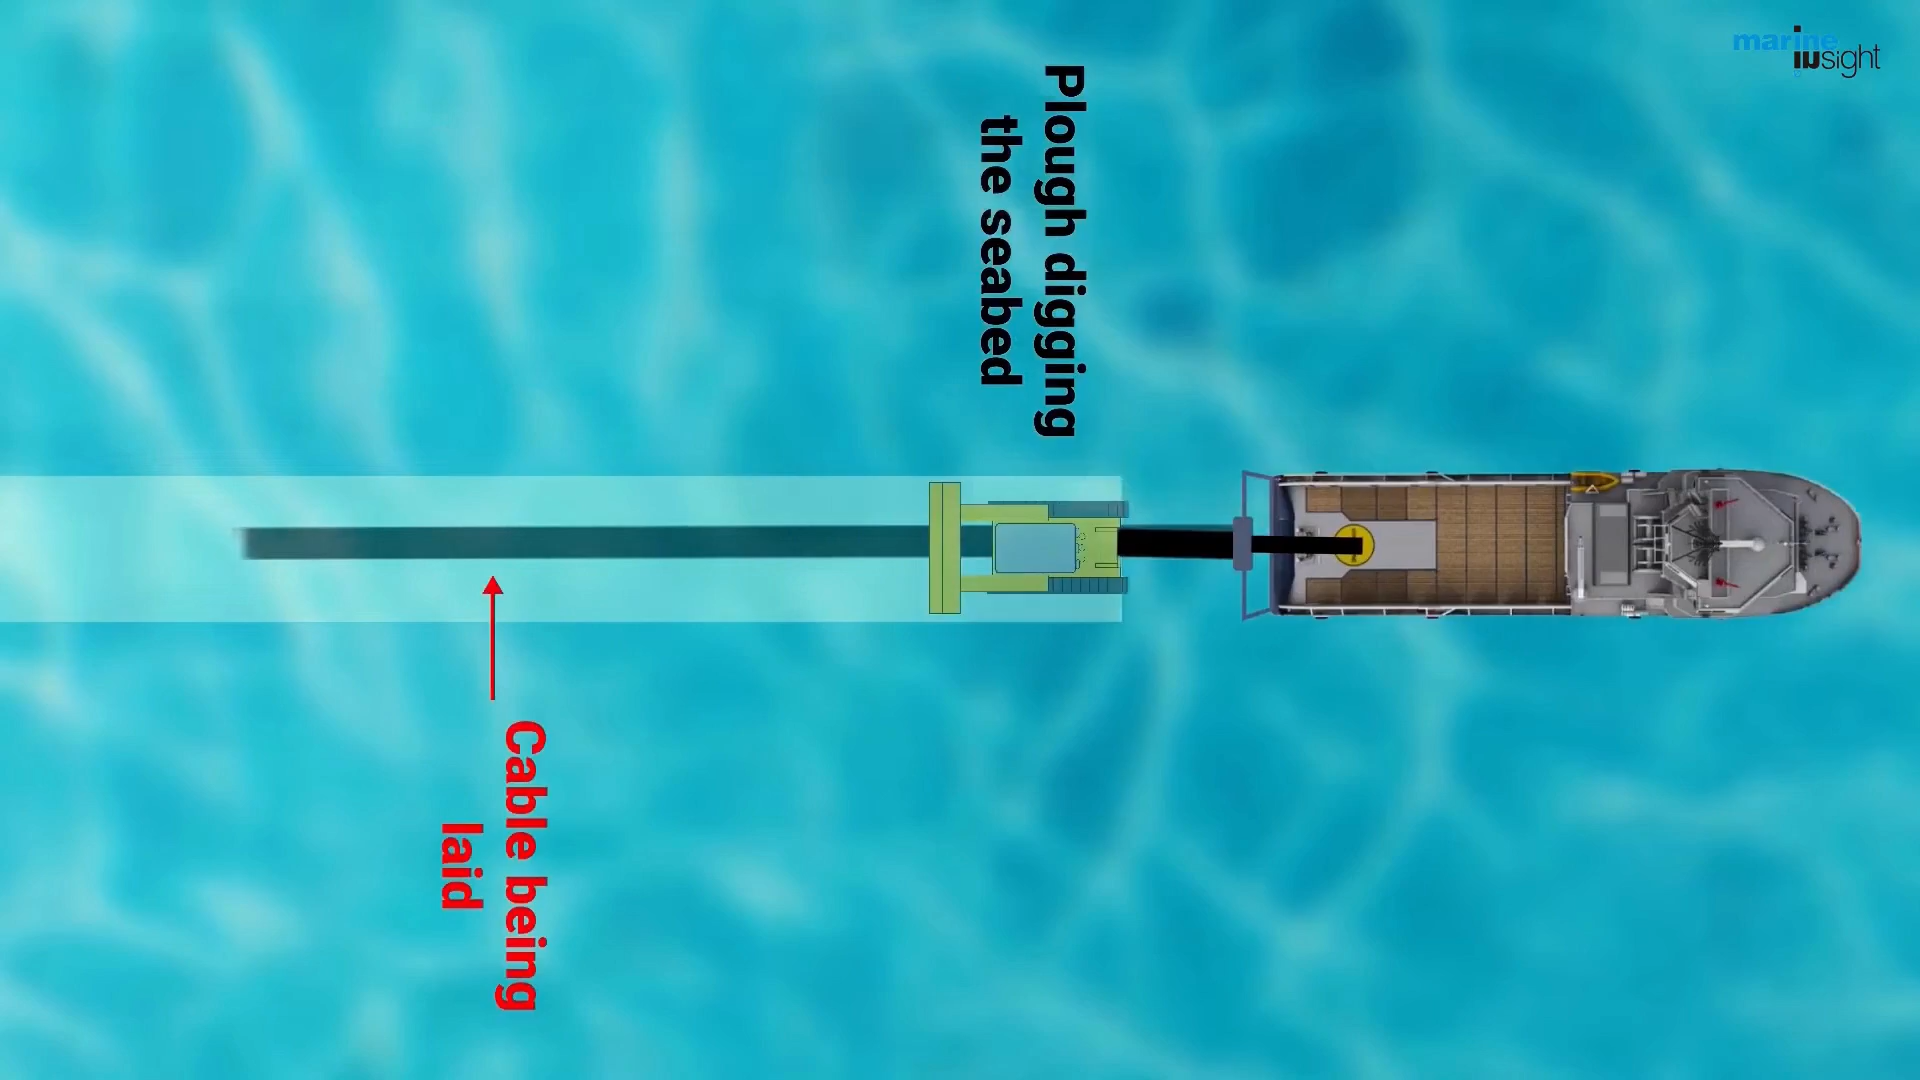 marine
insight
Plough digging
the seabed
Cable being
laid